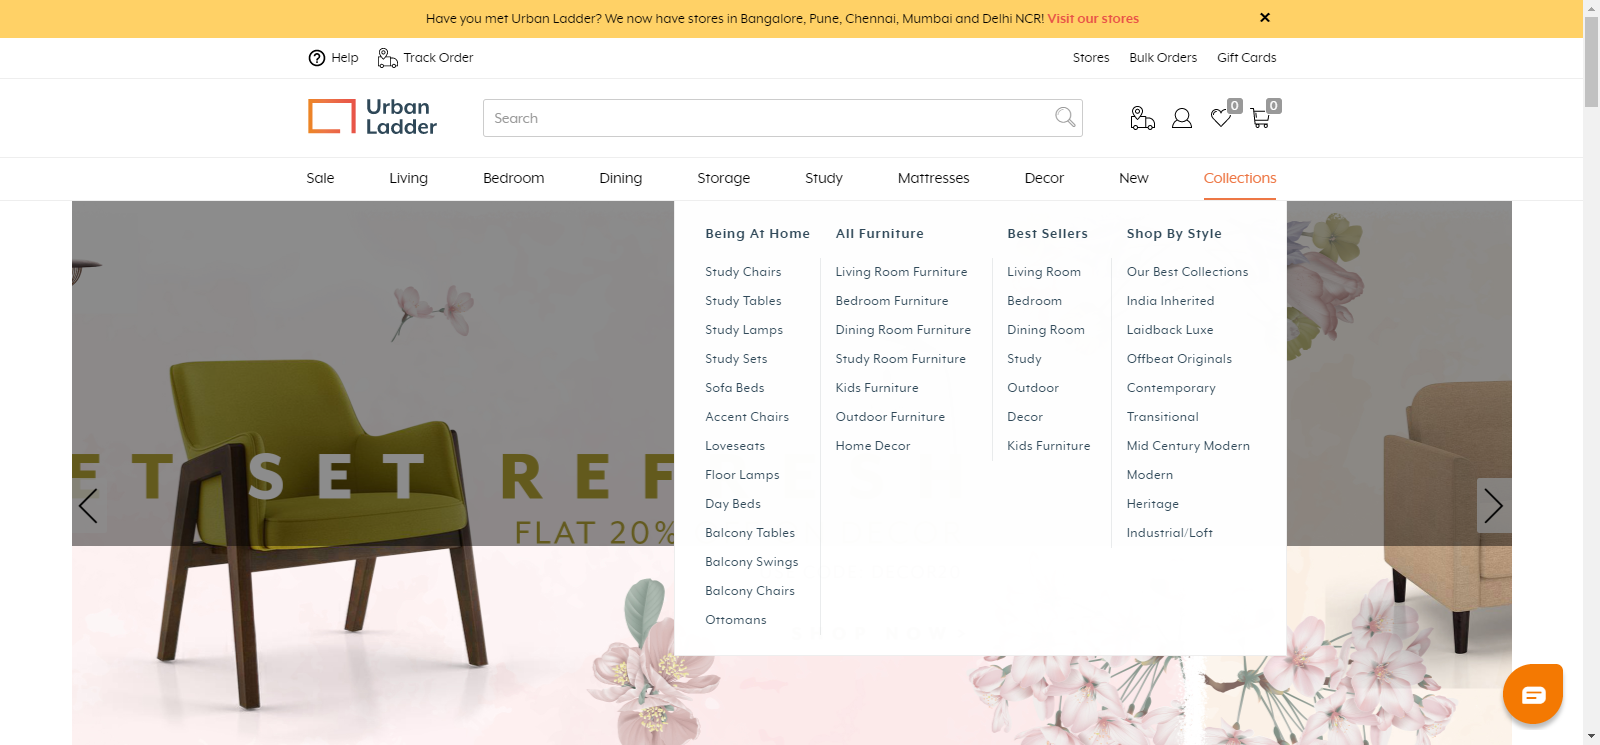 Have you met Urban Ladder? We now have stores in Bangalore, Pune, Chennai, Mumbai and Delhi NCR! Visit our stores
Help
Track Order
Stores
Bulk Orders
Gift Cards
Urban
Ladder
Search
0
0
Sale
Living
Bedroom
Dining
Storage
Study
Mattresses
Decor
New
Collections
Being At Home
Study Chairs
Study Tables
Study Lamps
Study Sets
Sofa Beds
Accent Chairs
Loveseats
Floor Lamps
Day Beds
Balcony Tables
Balcony Swings
Balcony Chairs
Ottomans
All Furniture
Living Room Furniture
Bedroom Furniture
Dining Room Furniture
Study Room Furniture
Kids Furniture
Outdoor Furniture
Home Decor
Best Sellers
Living Room
Bedroom
Dining Room
Study
Outdoor
Decor
Kids Furniture
Shop By Style
Our Best Collections
India Inherited
Laidback Luxe
Offbeat Originals
Contemporary
Transitional
Mid Century Modern
Modern
Heritage
Industrial/Loft
ET SET REFRESH
FLAT 20%
SHOP NOW